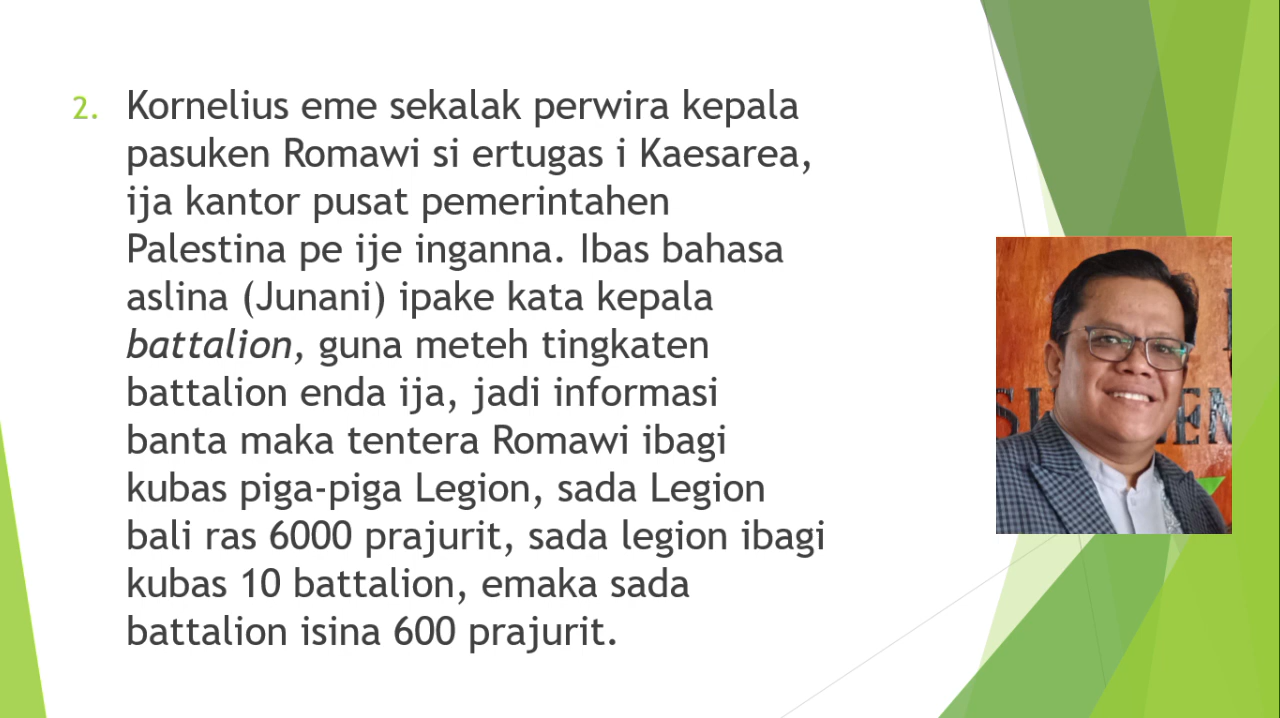 2. Kornelius eme sekalak perwira kepala
pasuken Romawi si ertugas i Kaesarea,
ija kantor pusat pemerintahen
Palestina pe ije inganna. Ibas bahasa
aslina (Junani) ipake kata kepala
battalion, guna meteh tingkaten
battalion enda ija, jadi informasi
banta maka tentera Romawi ibagi
kubas piga-piga Legion, sada Legion
bali ras 6000 prajurit, sada legion ibagi
kubas 10 battalion, emaka sada
battalion isina 600 prajurit.